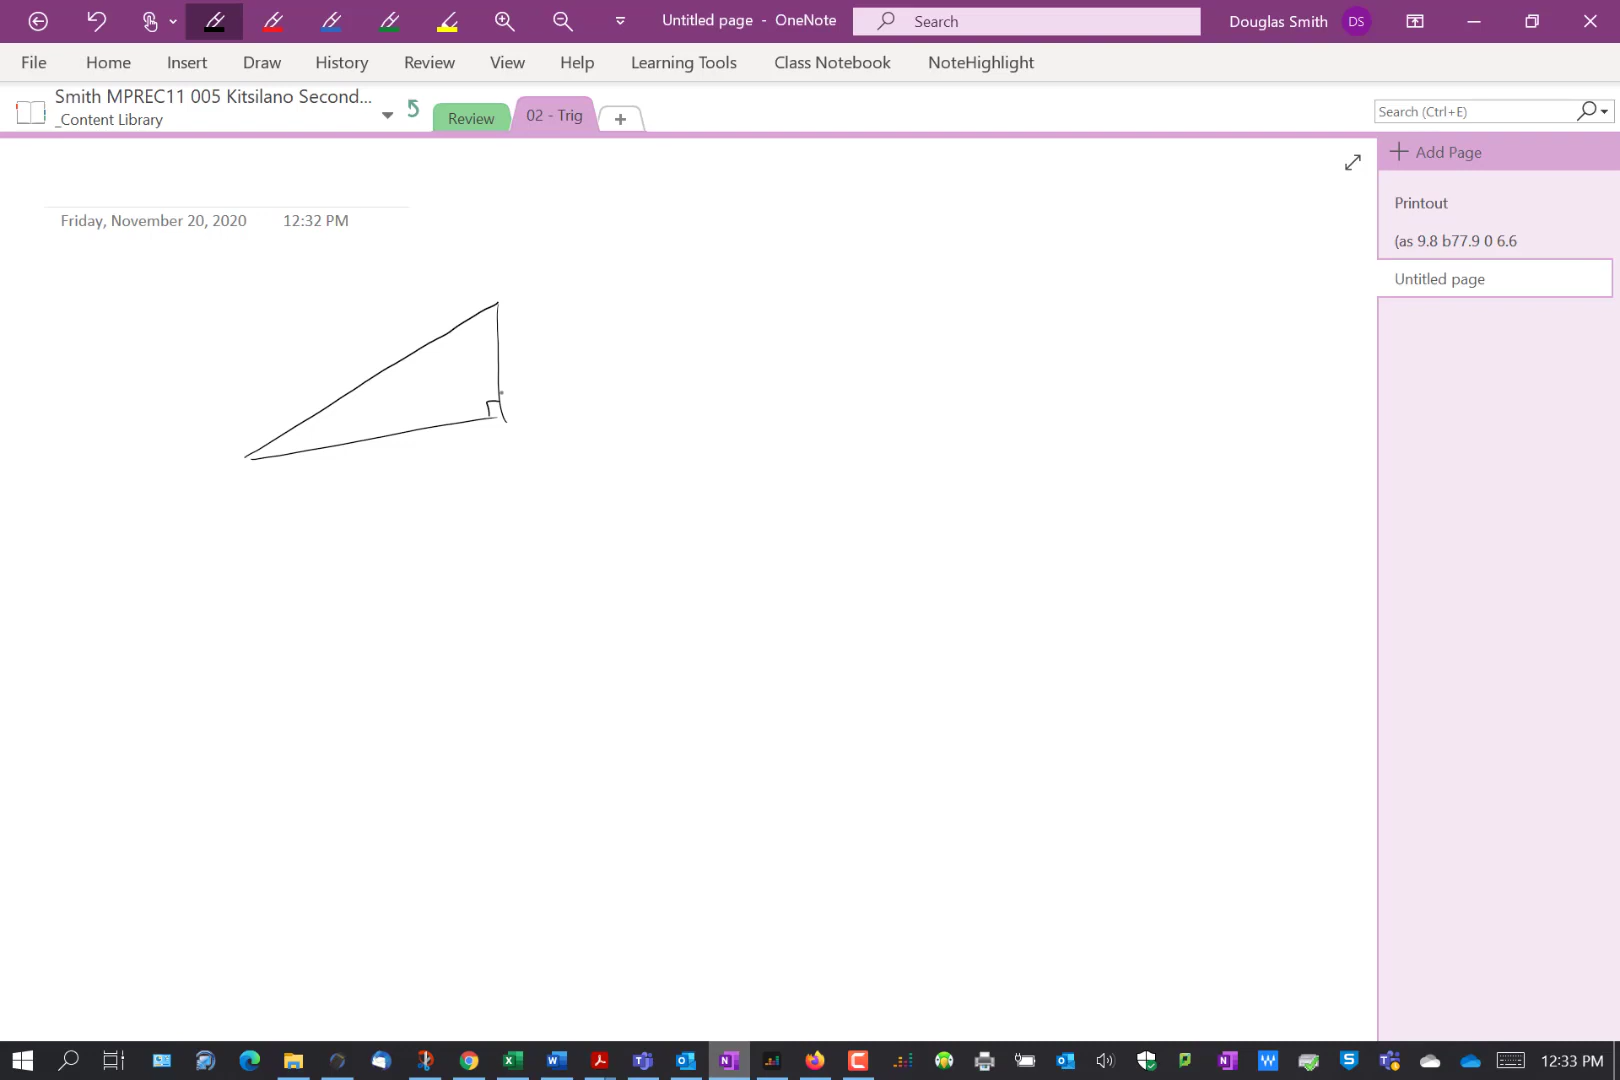 Untitled page - OneNote
Search
Douglas Smith
DS
File Home Insert Draw History Review View Help Learning Tools Class Notebook NoteHighlight
Smith MPREC11 005 Kitsilano Second...
_Content Library
Review
02 - Trig
Search (Ctrl+E)
Add Page
Friday, November 20, 2020 12:32 PM
Printout
(as 9.8 b77.9 0 6.6
Untitled page
12:33 PM